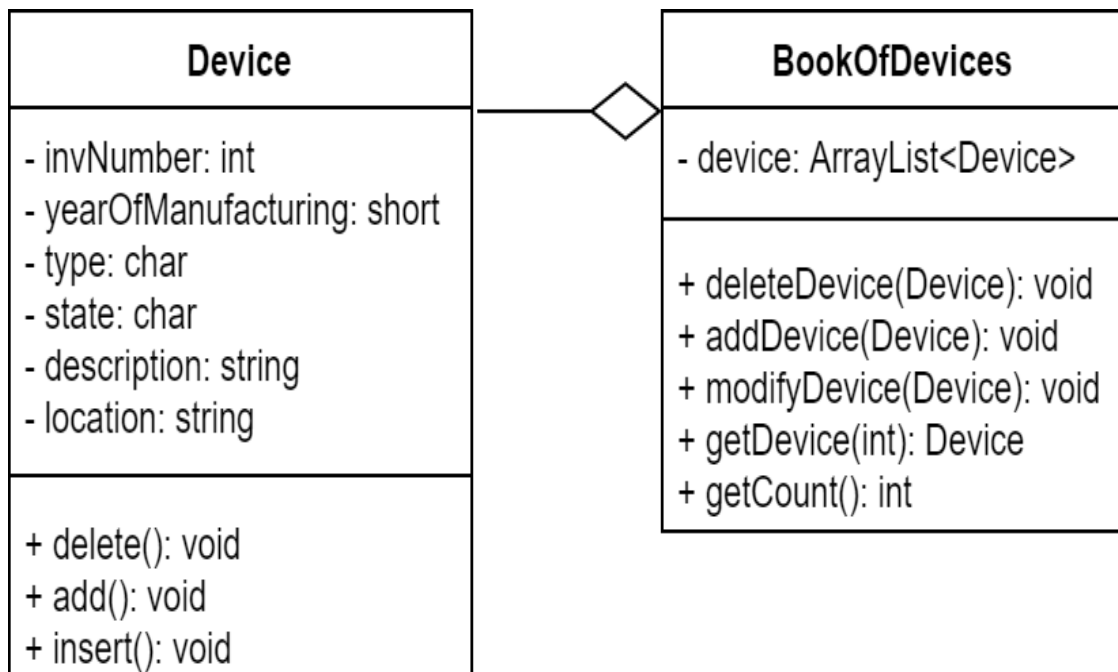 Device
- invNumber: int
- yearOfManufacturing: short
- type: char
- state: char
- description: string
- location: string
+ delete(): void
+ add(): void
+ insert(): void
BookOfDevices
- device: ArrayList<Device>
+ deleteDevice(Device): void
+ addDevice(Device): void
+ modifyDevice(Device): void
+ getDevice(int): Device
+ getCount(): int